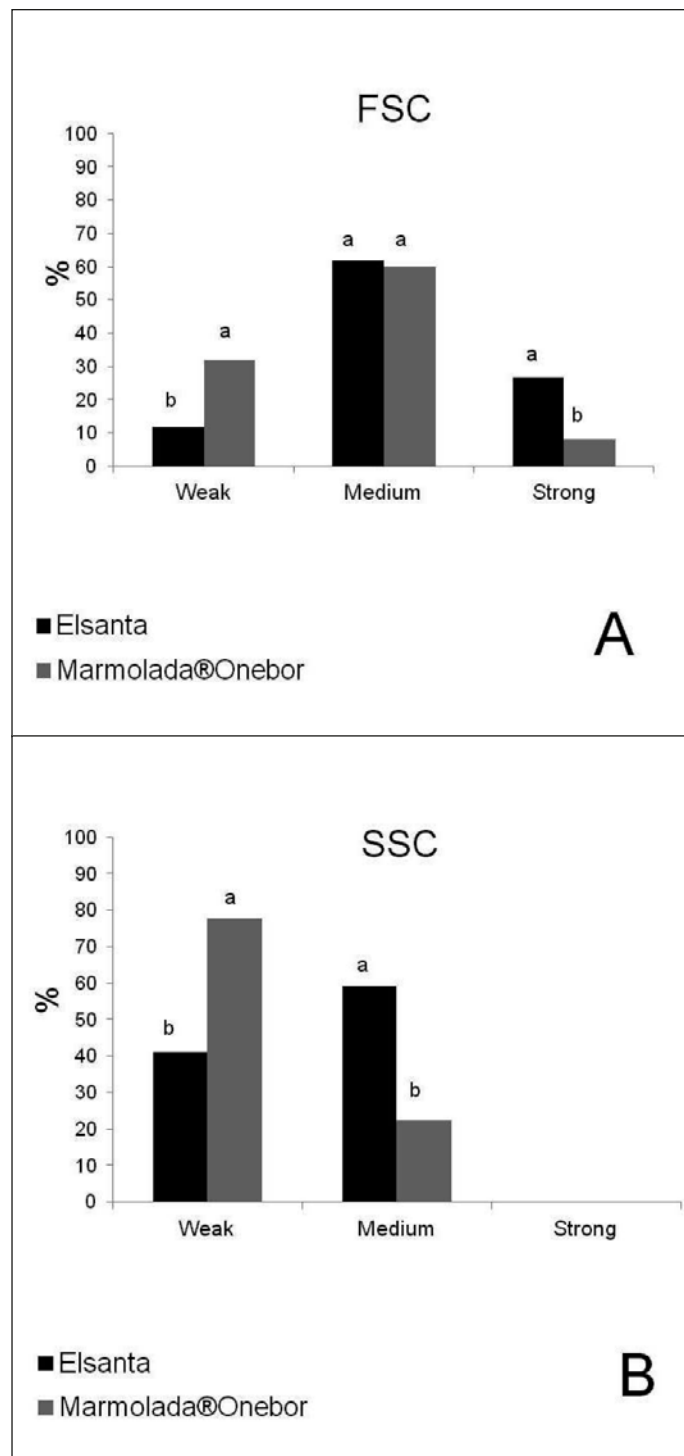 FSC
100
90
80
70
60
50
40
30
20
10
0
%
b
a
a
a
a
b
Weak Medium Strong
Elsanta
Marmolada®Onebor
A
SSC
100
90
80
70
60
50
40
30
20
10
0
%
b
a
a
b
Weak Medium Strong
Elsanta
Marmolada®Onebor
B